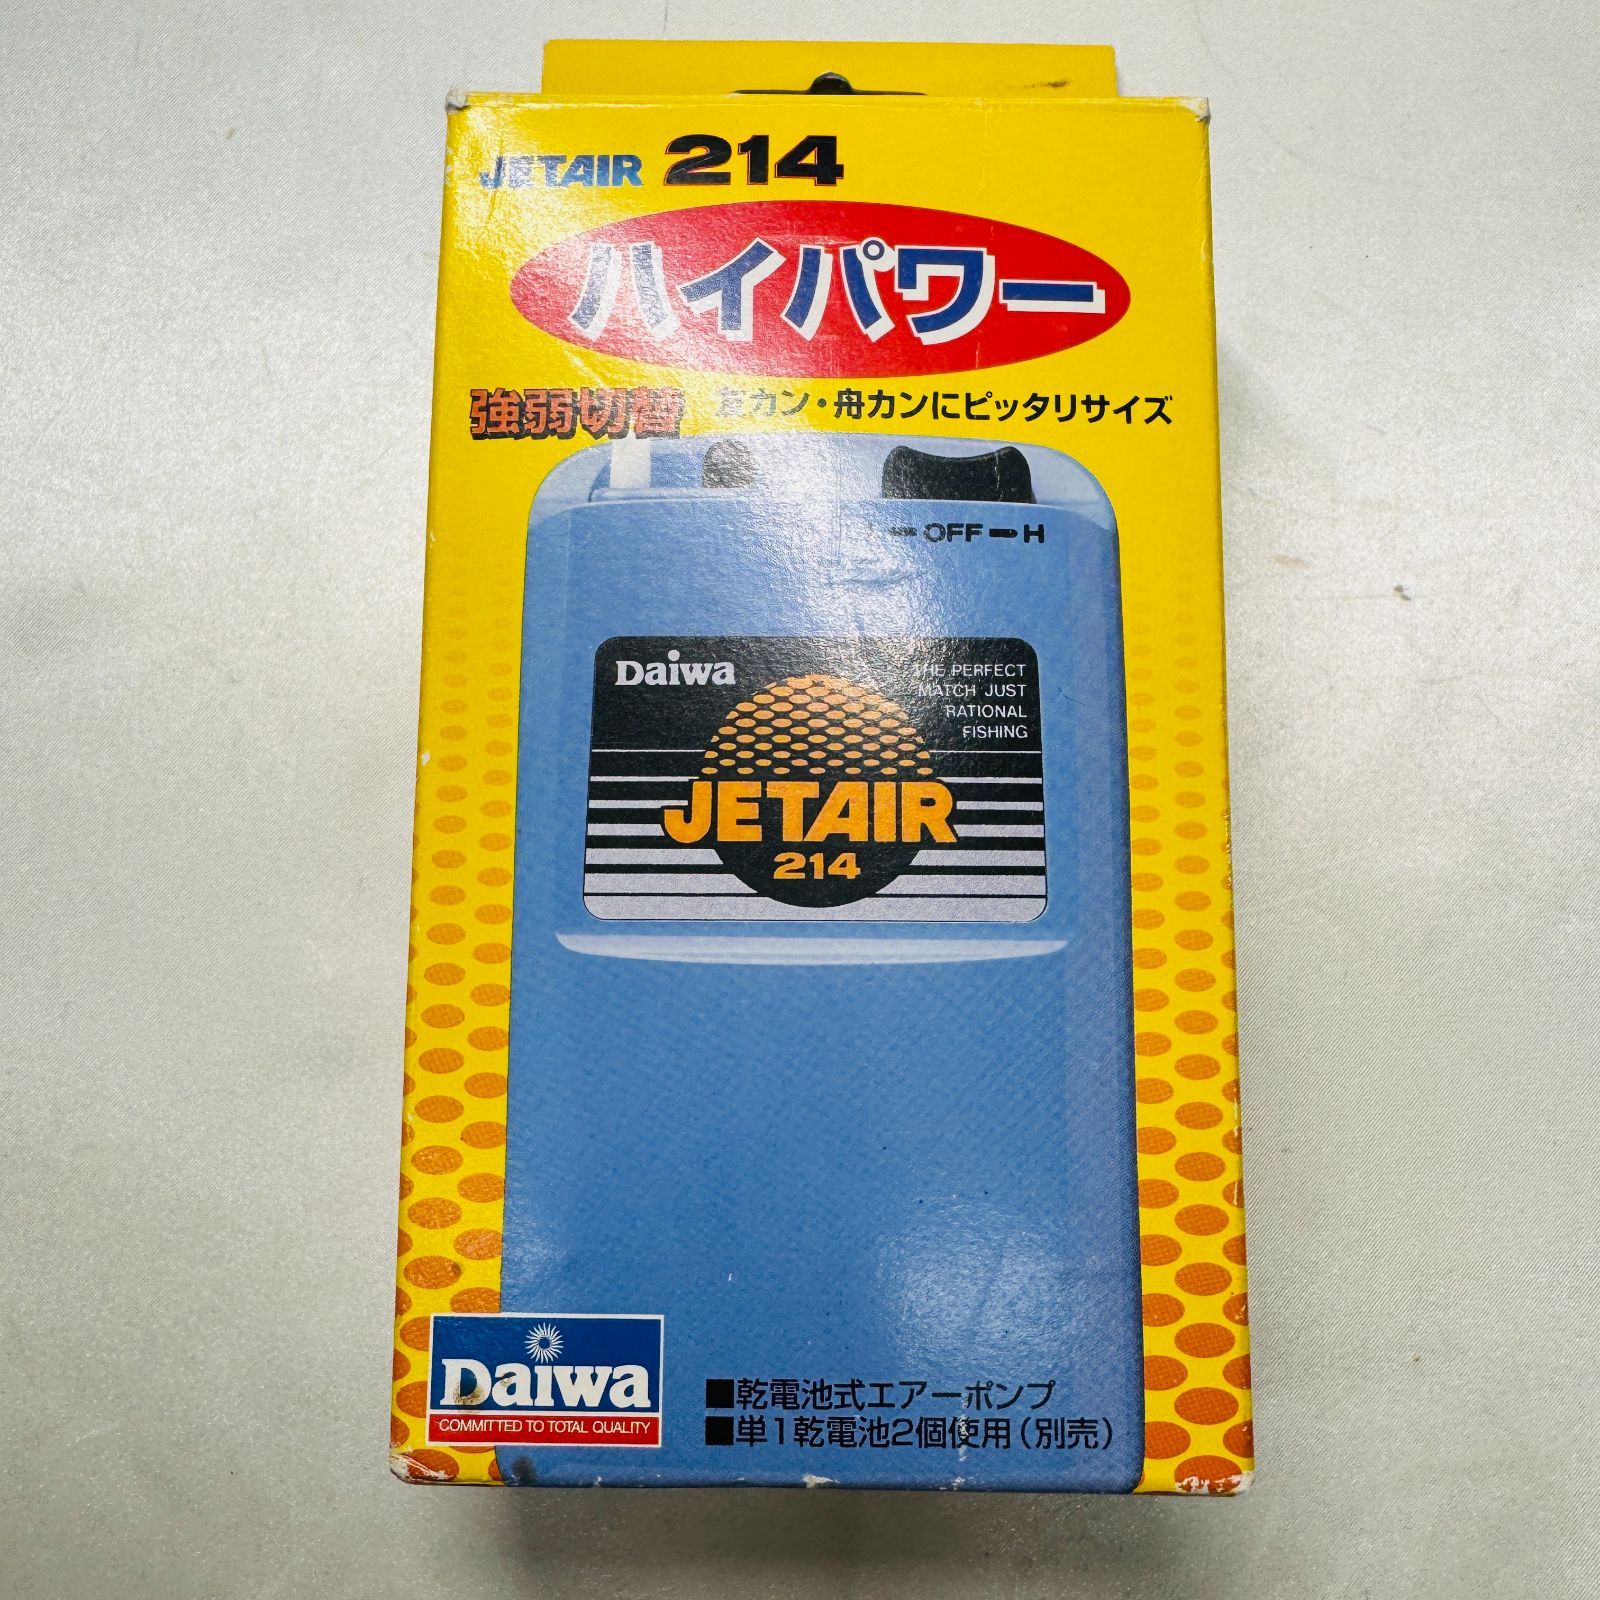 JETAIR 214
ハイパワー
強弱切替
友カン・舟カンにピッタリサイズ
OFF H
Daiwa
THE PERFECT
MATCH JUST
RATIONAL
FISHING
JETAIR
214
Daiwa
COMMITTED TO TOTAL QUALITY
■乾電池式エアーポンプ
■単1乾電池2個使用(別売)